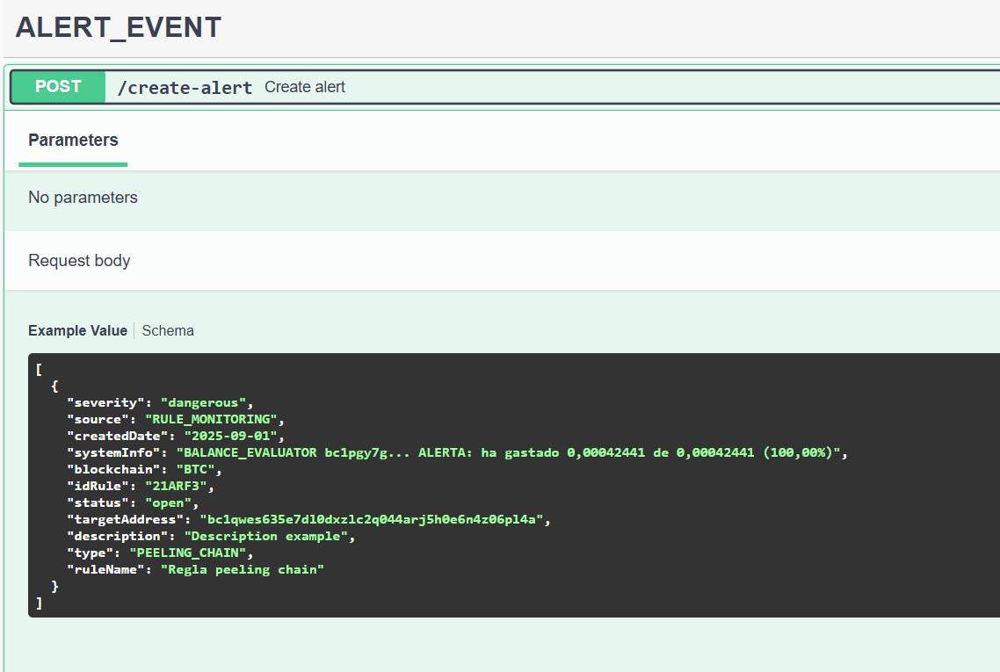 ALERT_EVENT
POST /create-alert Create alert
Parameters
No parameters
Request body
Example Value Schema
[
{
"severity": "dangerous",
"source": "RULE_MONITORING",
"createdDate": "2025-09-01",
"systemInfo": "BALANCE_EVALUATOR bc1pgy7g... ALERTA: ha gastado 0,00042441 de 0,00042441 (100,00%)",
"blockchain": "BTC",
"idRule": "21ARF3",
"status": "open",
"targetAddress": "bc1qwes635e7dl0dxzlc2q044arj5h0e6n4z06pl4a",
"description": "Description example",
"type": "PEELING_CHAIN",
"ruleName": "Regla peeling chain"
}
]